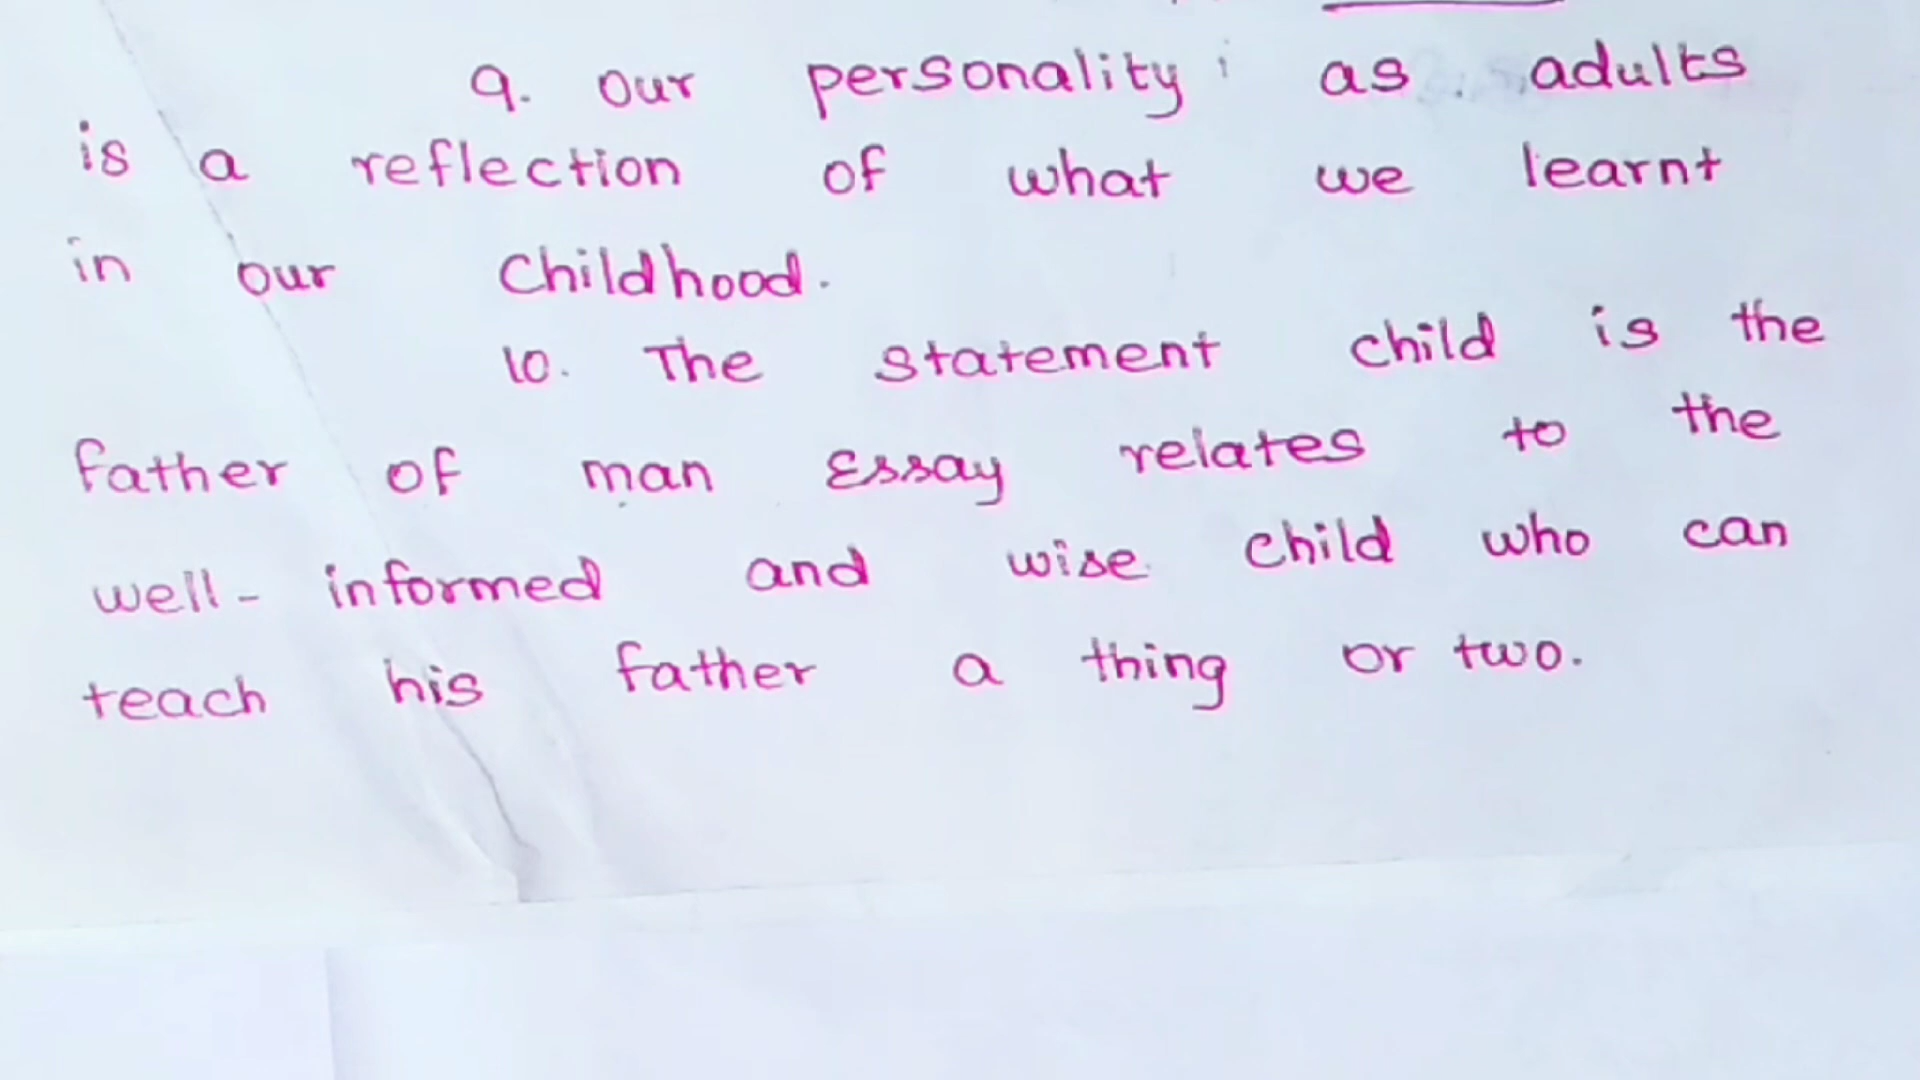 9. our personality as adults
is a reflection of what we learnt
in our childhood.
10. The statement child is the
father of man Essay relates to the
well-informed and wise child who can
teach his father a thing or two.